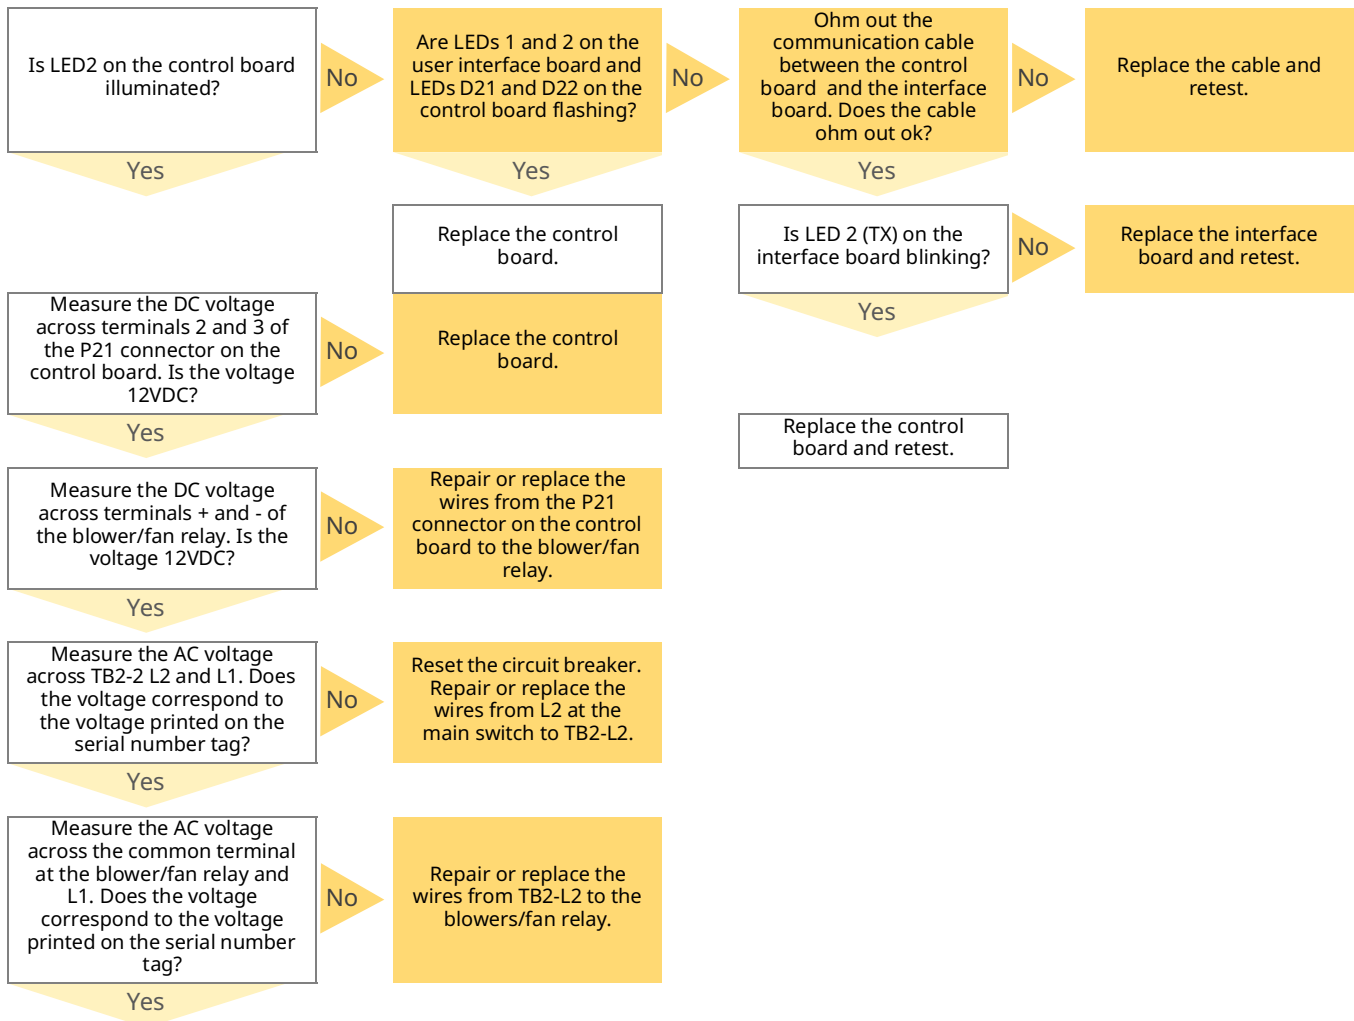 Is LED2 on the control board
illuminated?
No
Are LEDs 1 and 2 on the
user interface board and
LEDs D21 and D22 on the
control board flashing?
No
Ohm out the
communication cable
between the control
board  and the interface
board. Does the cable
ohm out ok?
No
Replace the cable and
retest.
Yes
Yes
Yes
Replace the control
board.
Is LED 2 (TX) on the
interface board blinking?
No
Replace the interface
board and retest.
Yes
Measure the DC voltage
across terminals 2 and 3 of
the P21 connector on the
control board. Is the voltage
12VDC?
No
Replace the control
board.
Yes
Replace the control
board and retest.
Measure the DC voltage
across terminals + and - of
the blower/fan relay. Is the
voltage 12VDC?
No
Repair or replace the
wires from the P21
connector on the control
board to the blower/fan
relay.
Yes
Measure the AC voltage
across TB2-2 L2 and L1. Does
the voltage correspond to
the voltage printed on the
serial number tag?
No
Reset the circuit breaker.
Repair or replace the
wires from L2 at the
main switch to TB2-L2.
Yes
Measure the AC voltage
across the common terminal
at the blower/fan relay and
L1. Does the voltage
correspond to the voltage
printed on the serial number
tag?
No
Repair or replace the
wires from TB2-L2 to the
blowers/fan relay.
Yes